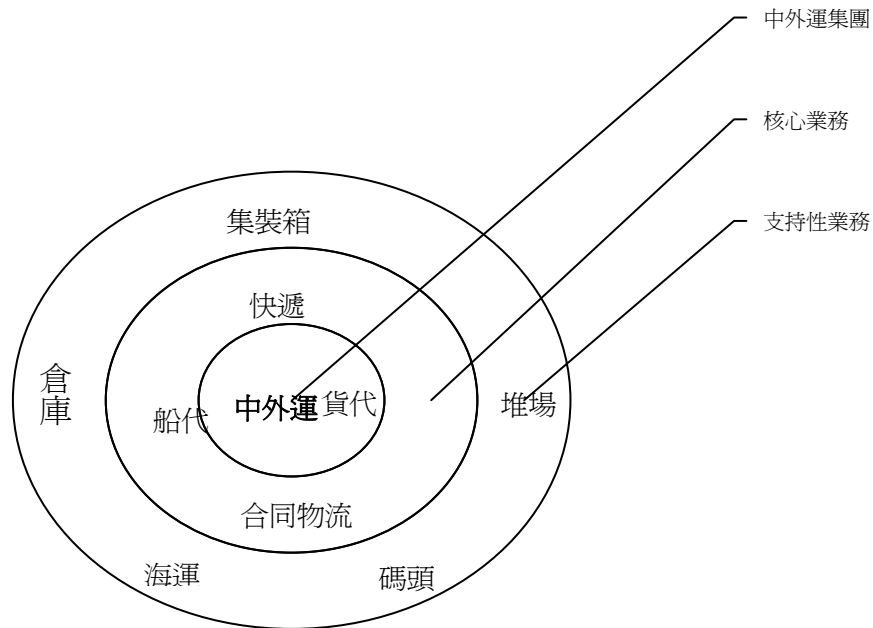 中外運集團
核心業務
支持性業務
集裝箱
快遞
倉庫
船代
中外運
貨代
堆場
合同物流
海運
碼頭